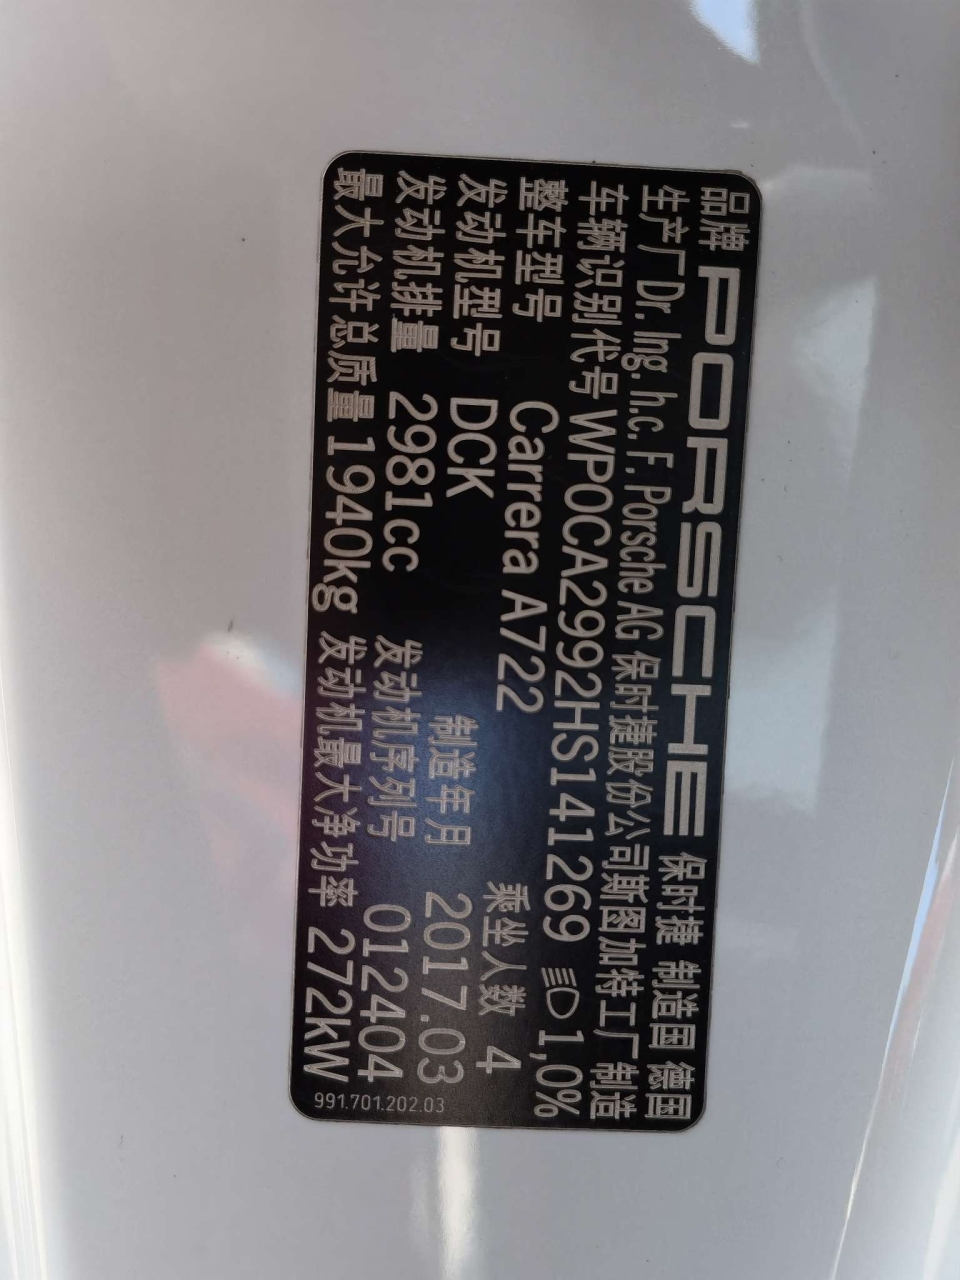 品牌 PORSCHE 保时捷 制造国 德国
生产厂 Dr. Ing. h.c. F. Porsche AG 保时捷股份公司斯图加特工厂制造
车辆识别代号 WP0CA2992HS141269 1,0%
整车型号 Carrera A722 乘坐人数 4
发动机型号 DCK 制造年月 2017.03
发动机排量 2981cc 发动机序列号 012404
最大允许总质量 1940kg 发动机最大净功率 272kW
991.701.202.03